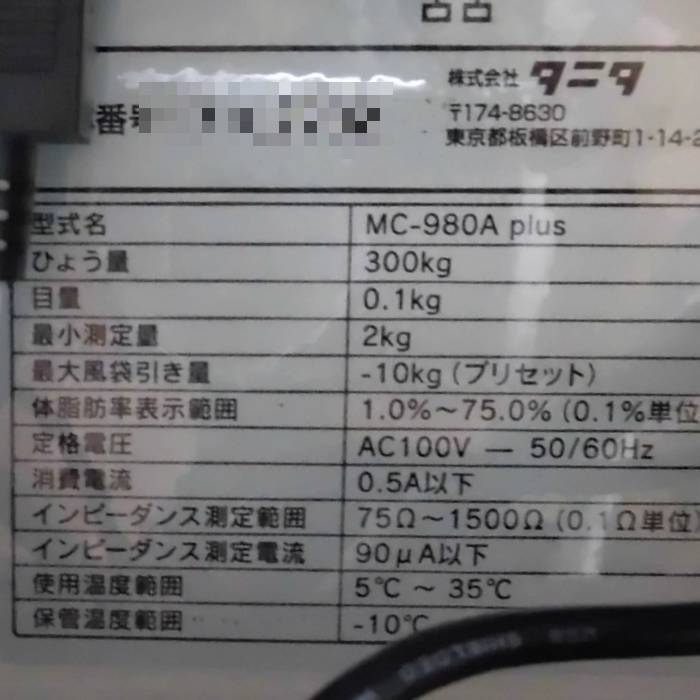 株式会社 タニタ
番
〒174-8630
東京都板橋区前野町1-14-2
型式名 MC-980A plus
ひょう量 300kg
目量 0.1kg
最小測定量 2kg
最大風袋引き量 -10kg (プリセット)
体脂肪率表示範囲 1.0%～75.0% (0.1%単位
定格電圧 AC100V — 50/60Hz
消費電流 0.5A以下
インピーダンス測定範囲 75Ω～1500Ω (0.1Ω単位)
インピーダンス測定電流 90μA以下
使用温度範囲 5℃ ～ 35℃
保管温度範囲 -10℃